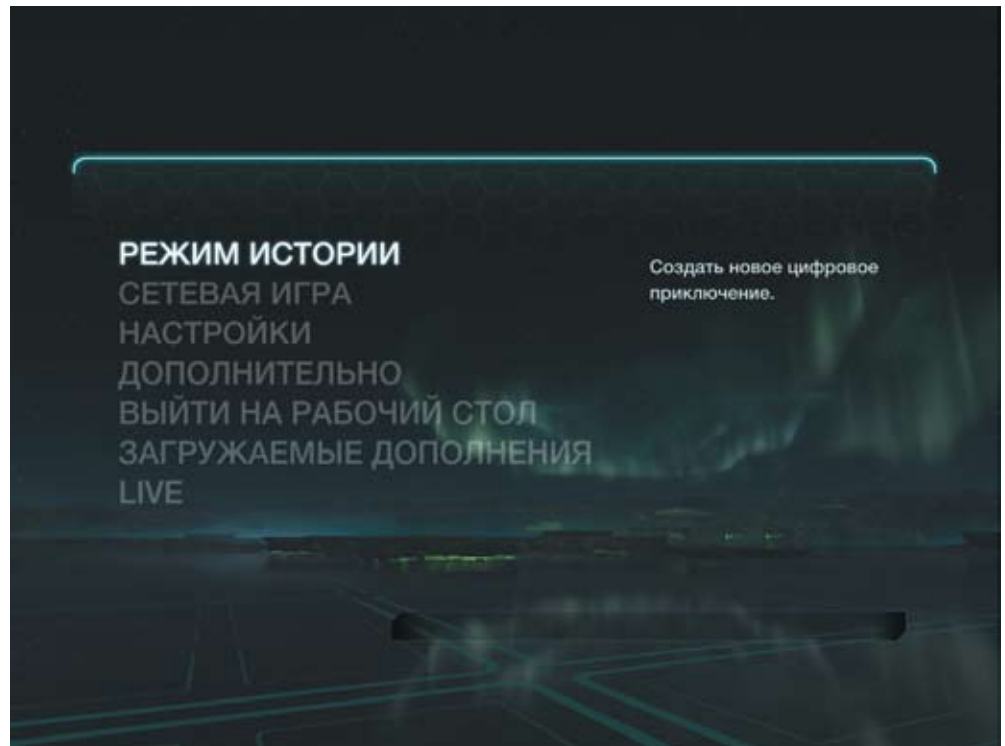 РЕЖИМ ИСТОРИИ
СЕТЕВАЯ ИГРА
НАСТРОЙКИ
ДОПОЛНИТЕЛЬНО
ВЫЙТИ НА РАБОЧИЙ СТОЛ
ЗАГРУЖАЕМЫЕ ДОПОЛНЕНИЯ
LIVE
Создать новое цифровое
приключение.